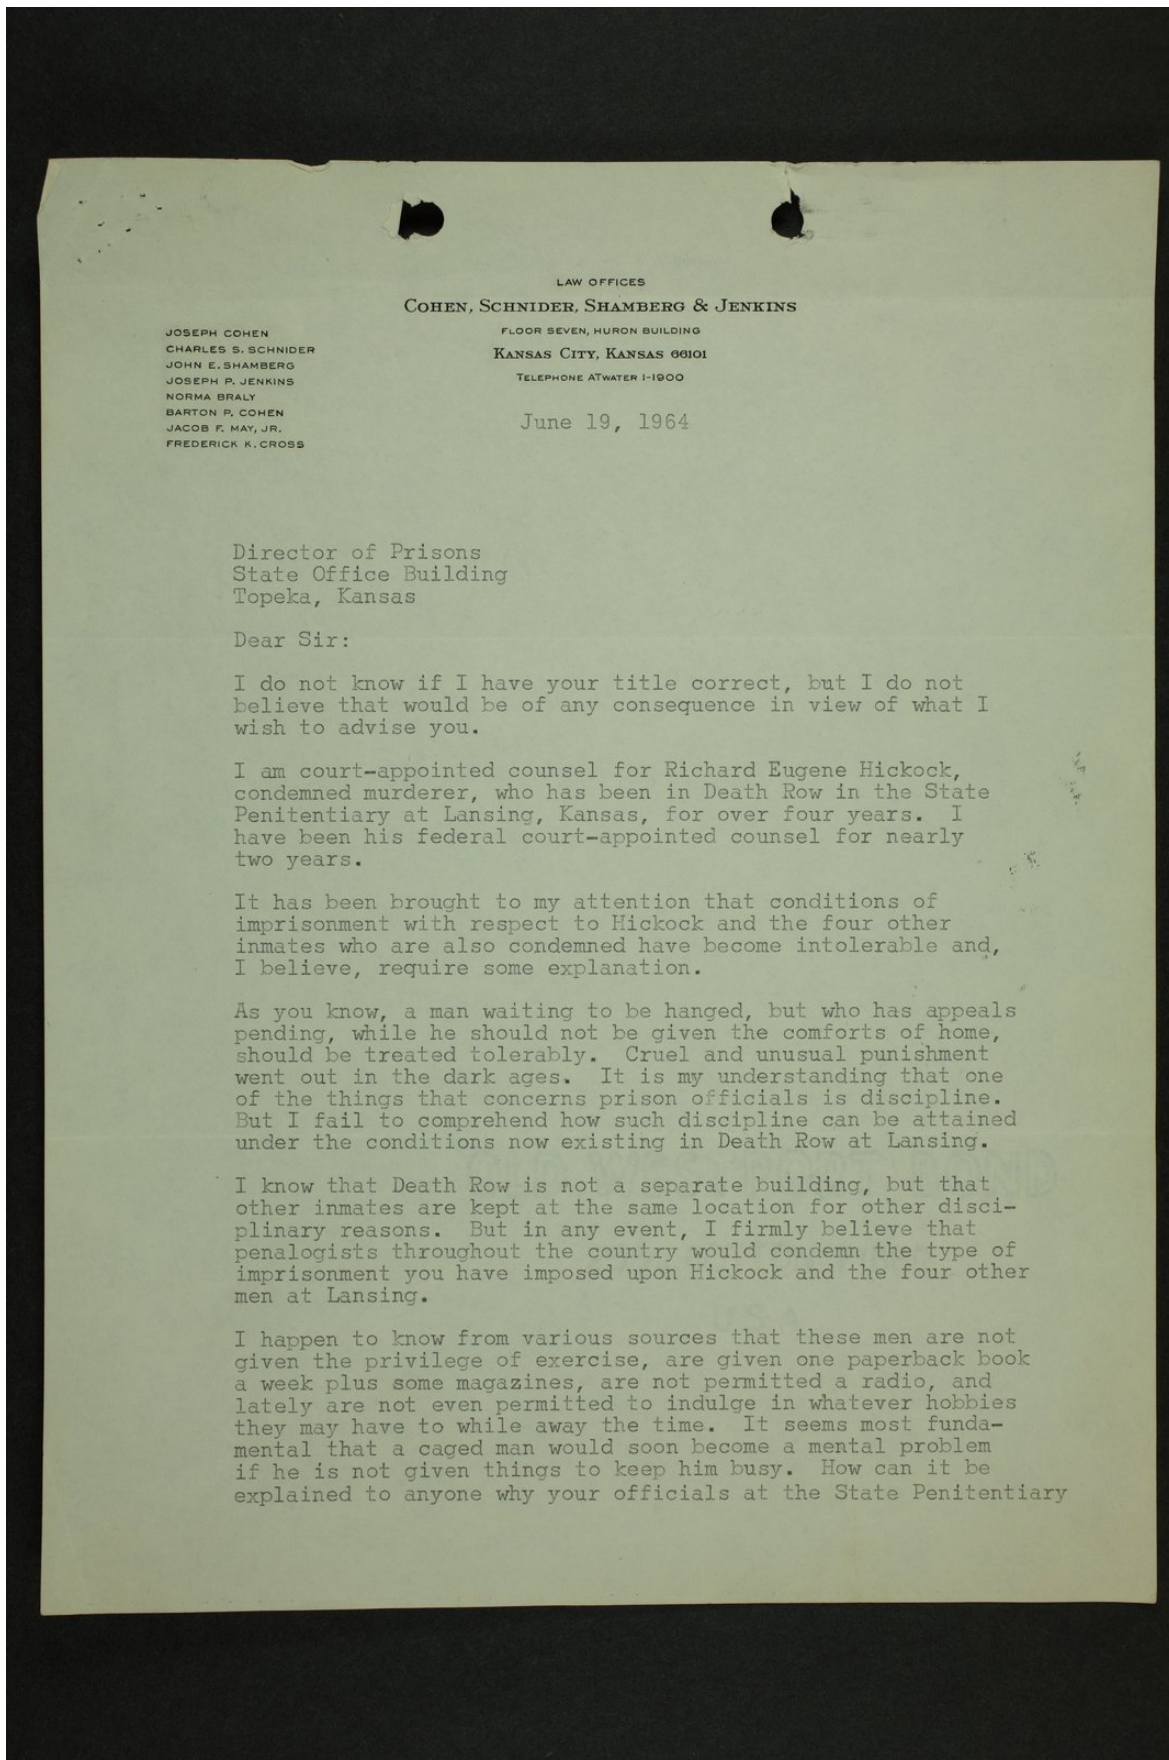 LAW OFFICES
COHEN, SCHNIDER, SHAMBERG & JENKINS
FLOOR SEVEN, HURON BUILDING
KANSAS CITY, KANSAS 66101
TELEPHONE ATWATER 1-1900
JOSEPH COHEN
CHARLES S. SCHNIDER
JOHN E. SHAMBERG
JOSEPH P. JENKINS
NORMA BRALY
BARTON P. COHEN
JACOB F. MAY, JR.
FREDERICK K. CROSS
June 19, 1964
Director of Prisons
State Office Building
Topeka, Kansas
Dear Sir:
I do not know if I have your title correct, but I do not
believe that would be of any consequence in view of what I
wish to advise you.
I am court-appointed counsel for Richard Eugene Hickock,
condemned murderer, who has been in Death Row in the State
Penitentiary at Lansing, Kansas, for over four years. I
have been his federal court-appointed counsel for nearly
two years.
It has been brought to my attention that conditions of
imprisonment with respect to Hickock and the four other
inmates who are also condemned have become intolerable and,
I believe, require some explanation.
As you know, a man waiting to be hanged, but who has appeals
pending, while he should not be given the comforts of home,
should be treated tolerably. Cruel and unusual punishment
went out in the dark ages. It is my understanding that one
of the things that concerns prison officials is discipline.
But I fail to comprehend how such discipline can be attained
under the conditions now existing in Death Row at Lansing.
I know that Death Row is not a separate building, but that
other inmates are kept at the same location for other disci-
plinary reasons. But in any event, I firmly believe that
penalogists throughout the country would condemn the type of
imprisonment you have imposed upon Hickock and the four other
men at Lansing.
I happen to know from various sources that these men are not
given the privilege of exercise, are given one paperback book
a week plus some magazines, are not permitted a radio, and
lately are not even permitted to indulge in whatever hobbies
they may have to while away the time. It seems most funda-
mental that a caged man would soon become a mental problem
if he is not given things to keep him busy. How can it be
explained to anyone why your officials at the State Penitentiary